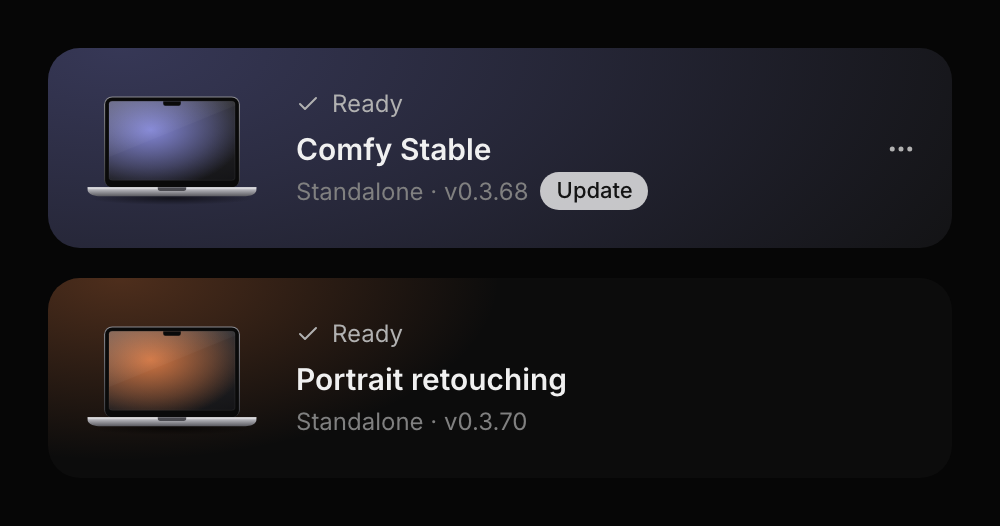 Ready
Comfy Stable
Standalone · v0.3.68 Update
Ready
Portrait retouching
Standalone · v0.3.70